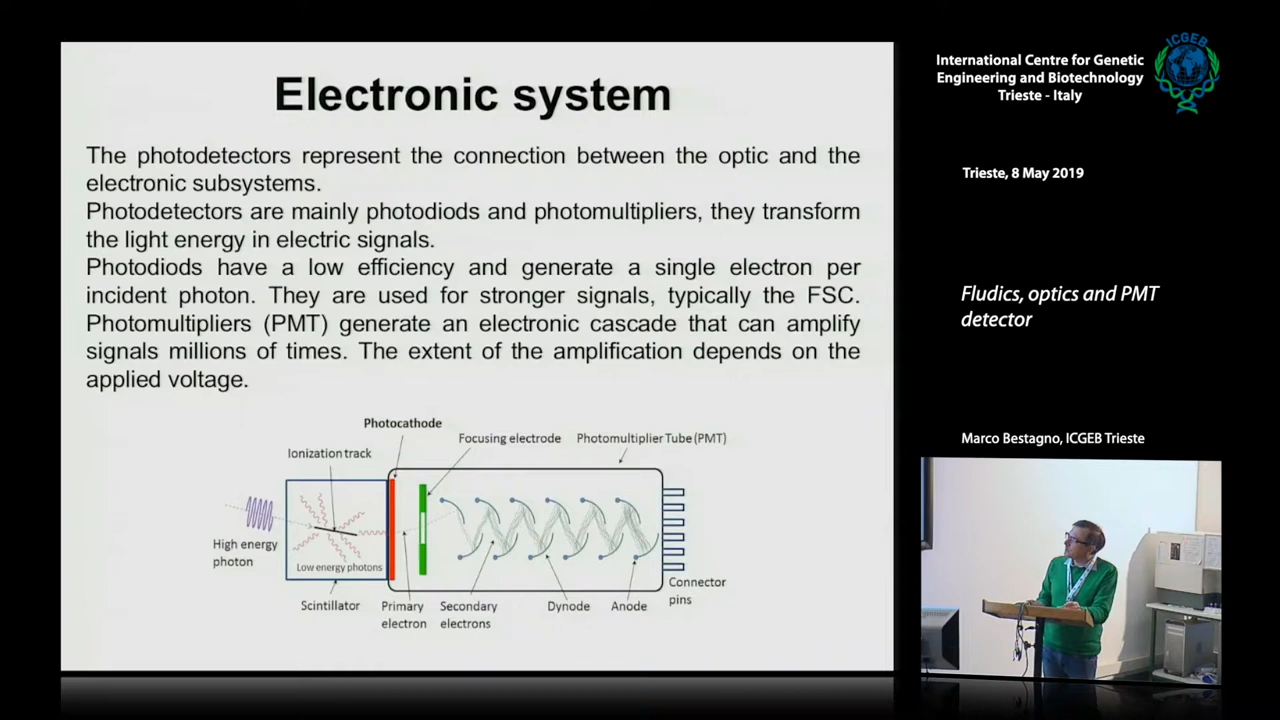 Electronic system
The photodetectors represent the connection between the optic and the
electronic subsystems.
Photodetectors are mainly photodiods and photomultipliers, they transform
the light energy in electric signals.
Photodiods have a low efficiency and generate a single electron per
incident photon. They are used for stronger signals, typically the FSC.
Photomultipliers (PMT) generate an electronic cascade that can amplify
signals millions of times. The extent of the amplification depends on the
applied voltage.
Photocathode
Focusing electrode
Photomultiplier Tube (PMT)
Ionization track
High energy
photon
Low energy photons
Scintillator
Primary
electron
Secondary
electrons
Dynode
Anode
Connector
pins
International Centre for Genetic
Engineering and Biotechnology
Trieste - Italy
ICGEB
Trieste, 8 May 2019
Fludics, optics and PMT
detector
Marco Bestagno, ICGEB Trieste